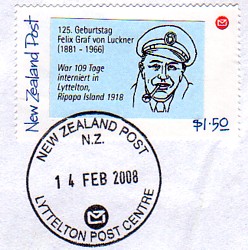 New Zealand Post
125. Geburtstag
Felix Graf von Luckner
(1881 - 1966)
War 109 Tage
interniert in
Lyttelton,
Ripapa Island 1918
$1.50
NEW ZEALAND POST
N.Z.
14 FEB 2008
LYTTELTON POST CENTRE